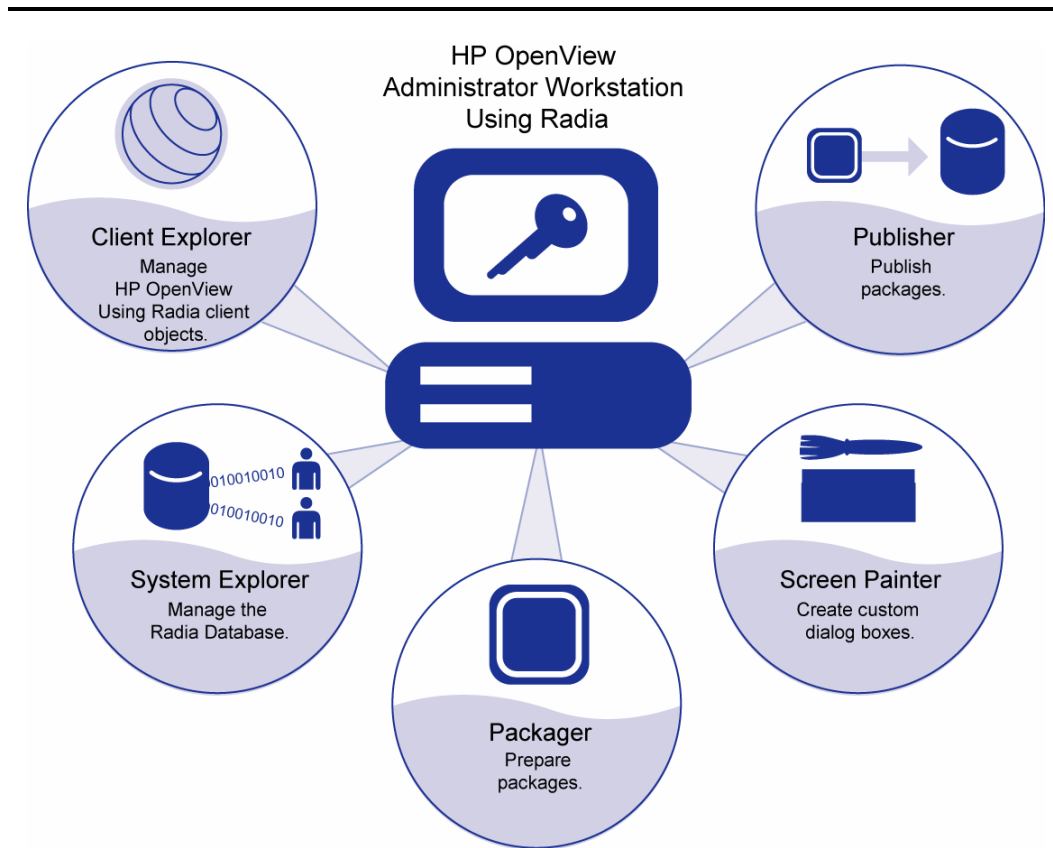 HP OpenView
Administrator Workstation
Using Radia
Client Explorer
Manage
HP OpenView
Using Radia client
objects.
Publisher
Publish
packages.
010010010
010010010
System Explorer
Manage the
Radia Database.
Screen Painter
Create custom
dialog boxes.
Packager
Prepare
packages.